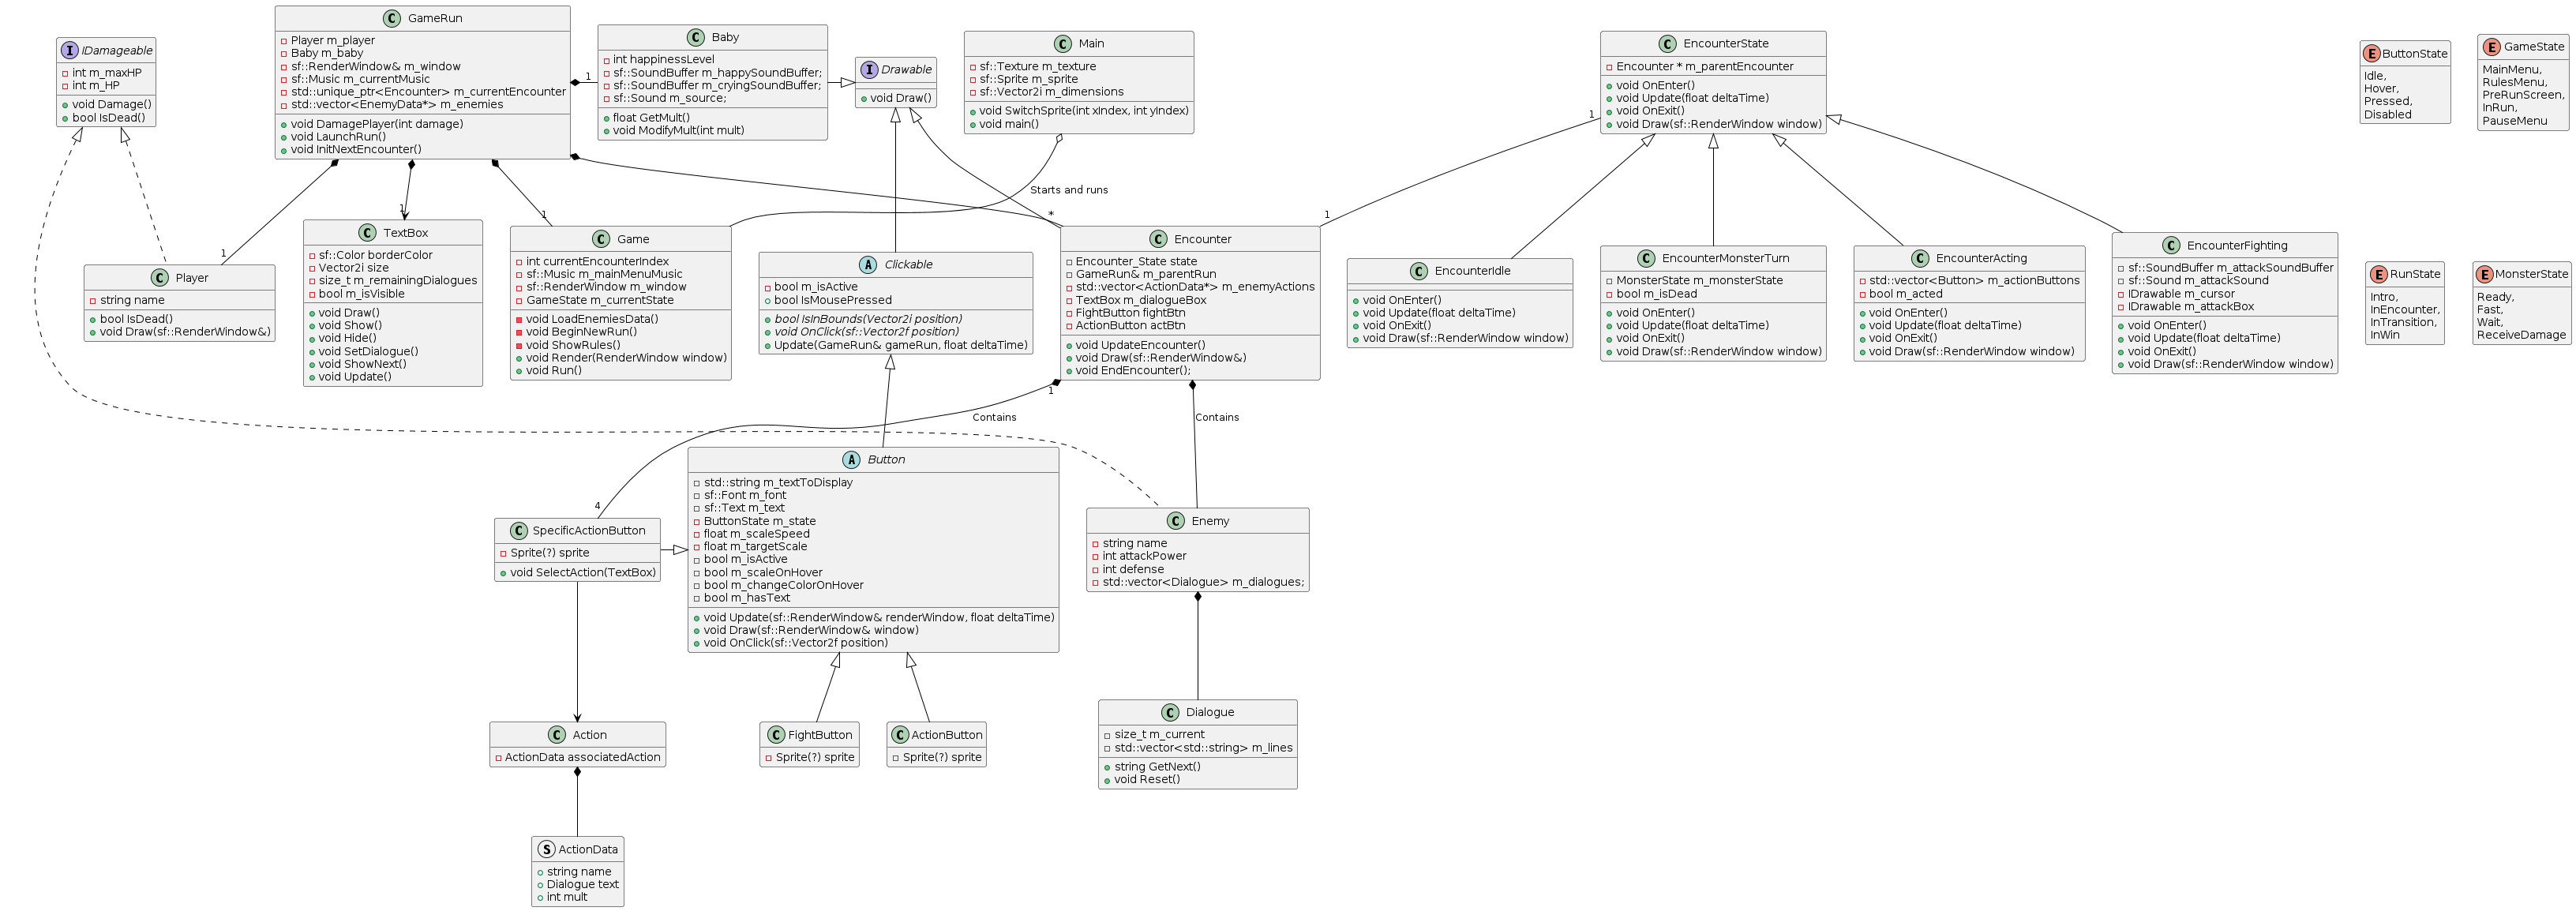 GameRun
Player m_player
Baby m_baby
sf::RenderWindow& m_window
sf::Music m_currentMusic
std::unique_ptr<Encounter> m_currentEncounter
std::vector<EnemyData*> m_enemies
void DamagePlayer(int damage)
void LaunchRun()
void InitNextEncounter()
IDamageable
int m_maxHP
int m_HP
void Damage()
bool IsDead()
Baby
int happinessLevel
sf::SoundBuffer m_happySoundBuffer;
sf::SoundBuffer m_cryingSoundBuffer;
sf::Sound m_source;
float GetMult()
void ModifyMult(int mult)
1
Drawable
void Draw()
Main
sf::Texture m_texture
sf::Sprite m_sprite
sf::Vector2i m_dimensions
void SwitchSprite(int xIndex, int yIndex)
void main()
EncounterState
Encounter * m_parentEncounter
void OnEnter()
void Update(float deltaTime)
void OnExit()
void Draw(sf::RenderWindow window)
1
ButtonState
Idle,
Hover,
Pressed,
Disabled
GameState
MainMenu,
RulesMenu,
PreRunScreen,
InRun,
PauseMenu
Starts and runs
1
1
1
*
1
Player
string name
bool IsDead()
void Draw(sf::RenderWindow&)
TextBox
sf::Color borderColor
Vector2i size
size_t m_remainingDialogues
bool m_isVisible
void Draw()
void Show()
void Hide()
void SetDialogue()
void ShowNext()
void Update()
Game
int currentEncounterIndex
sf::Music m_mainMenuMusic
sf::RenderWindow m_window
GameState m_currentState
void LoadEnemiesData()
void BeginNewRun()
void ShowRules()
void Render(RenderWindow window)
void Run()
Clickable
bool m_isActive
bool IsMousePressed
bool IsInBounds(Vector2i position)
void OnClick(sf::Vector2f position)
Update(GameRun& gameRun, float deltaTime)
Encounter
Encounter_State state
GameRun& m_parentRun
std::vector<ActionData*> m_enemyActions
TextBox m_dialogueBox
FightButton fightBtn
ActionButton actBtn
void UpdateEncounter()
void Draw(sf::RenderWindow&)
void EndEncounter();
EncounterIdle
void OnEnter()
void Update(float deltaTime)
void OnExit()
void Draw(sf::RenderWindow window)
EncounterMonsterTurn
MonsterState m_monsterState
bool m_isDead
void OnEnter()
void Update(float deltaTime)
void OnExit()
void Draw(sf::RenderWindow window)
EncounterActing
std::vector<Button> m_actionButtons
bool m_acted
void OnEnter()
void Update(float deltaTime)
void OnExit()
void Draw(sf::RenderWindow window)
EncounterFighting
sf::SoundBuffer m_attackSoundBuffer
sf::Sound m_attackSound
IDrawable m_cursor
IDrawable m_attackBox
void OnEnter()
void Update(float deltaTime)
void OnExit()
void Draw(sf::RenderWindow window)
RunState
Intro,
InEncounter,
InTransition,
InWin
MonsterState
Ready,
Fast,
Wait,
ReceiveDamage
1
Contains
Contains
4
SpecificActionButton
Sprite(?) sprite
void SelectAction(TextBox)
Button
std::string m_textToDisplay
sf::Font m_font
sf::Text m_text
ButtonState m_state
float m_scaleSpeed
float m_targetScale
bool m_isActive
bool m_scaleOnHover
bool m_changeColorOnHover
bool m_hasText
void Update(sf::RenderWindow& renderWindow, float deltaTime)
void Draw(sf::RenderWindow& window)
void OnClick(sf::Vector2f position)
Enemy
string name
int attackPower
int defense
std::vector<Dialogue> m_dialogues;
Action
ActionData associatedAction
FightButton
Sprite(?) sprite
ActionButton
Sprite(?) sprite
Dialogue
size_t m_current
std::vector<std::string> m_lines
string GetNext()
void Reset()
ActionData
string name
Dialogue text
int mult